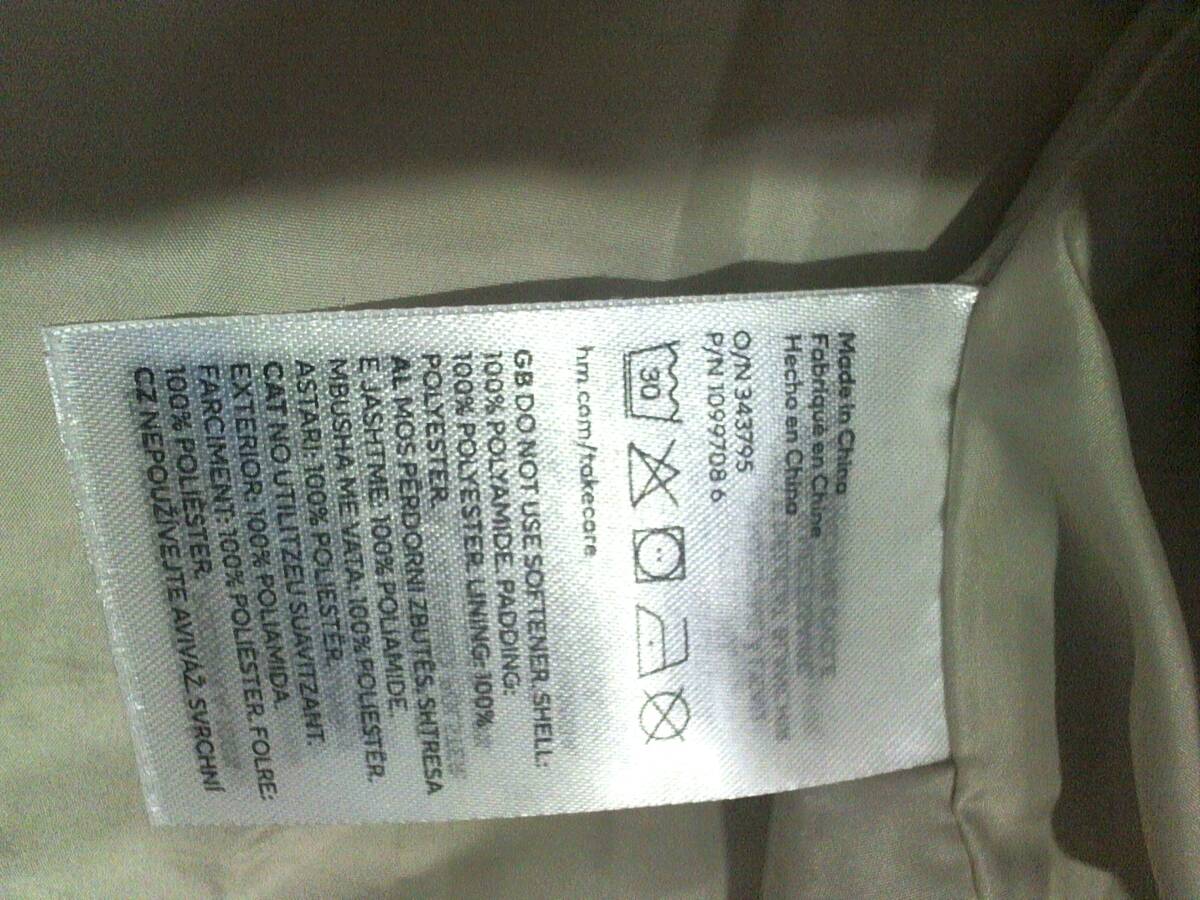 Made in China
Fabriqué en Chine
Hecho en China
O/N 343795
P/N 1099708 6
30
hm.com/takecare
GB DO NOT USE SOFTENER. SHELL:
100% POLYAMIDE. PADDING:
100% POLYESTER. LINING: 100%
POLYESTER.
AL MOS PËRDORNI ZBUTËS. SHTRESA
E JASHTME: 100% POLIAMIDE.
MBUSHA ME VATA: 100% POLIESTËR.
ASTARI: 100% POLIESTËR.
CAT NO UTILITZEU SUAVITZANT.
EXTERIOR: 100% POLIAMIDA.
FARCIMENT: 100% POLIÈSTER. FOLRE:
100% POLIÈSTER.
CZ NEPOUŽÍVEJTE AVIVÁŽ. SVRCHNÍ